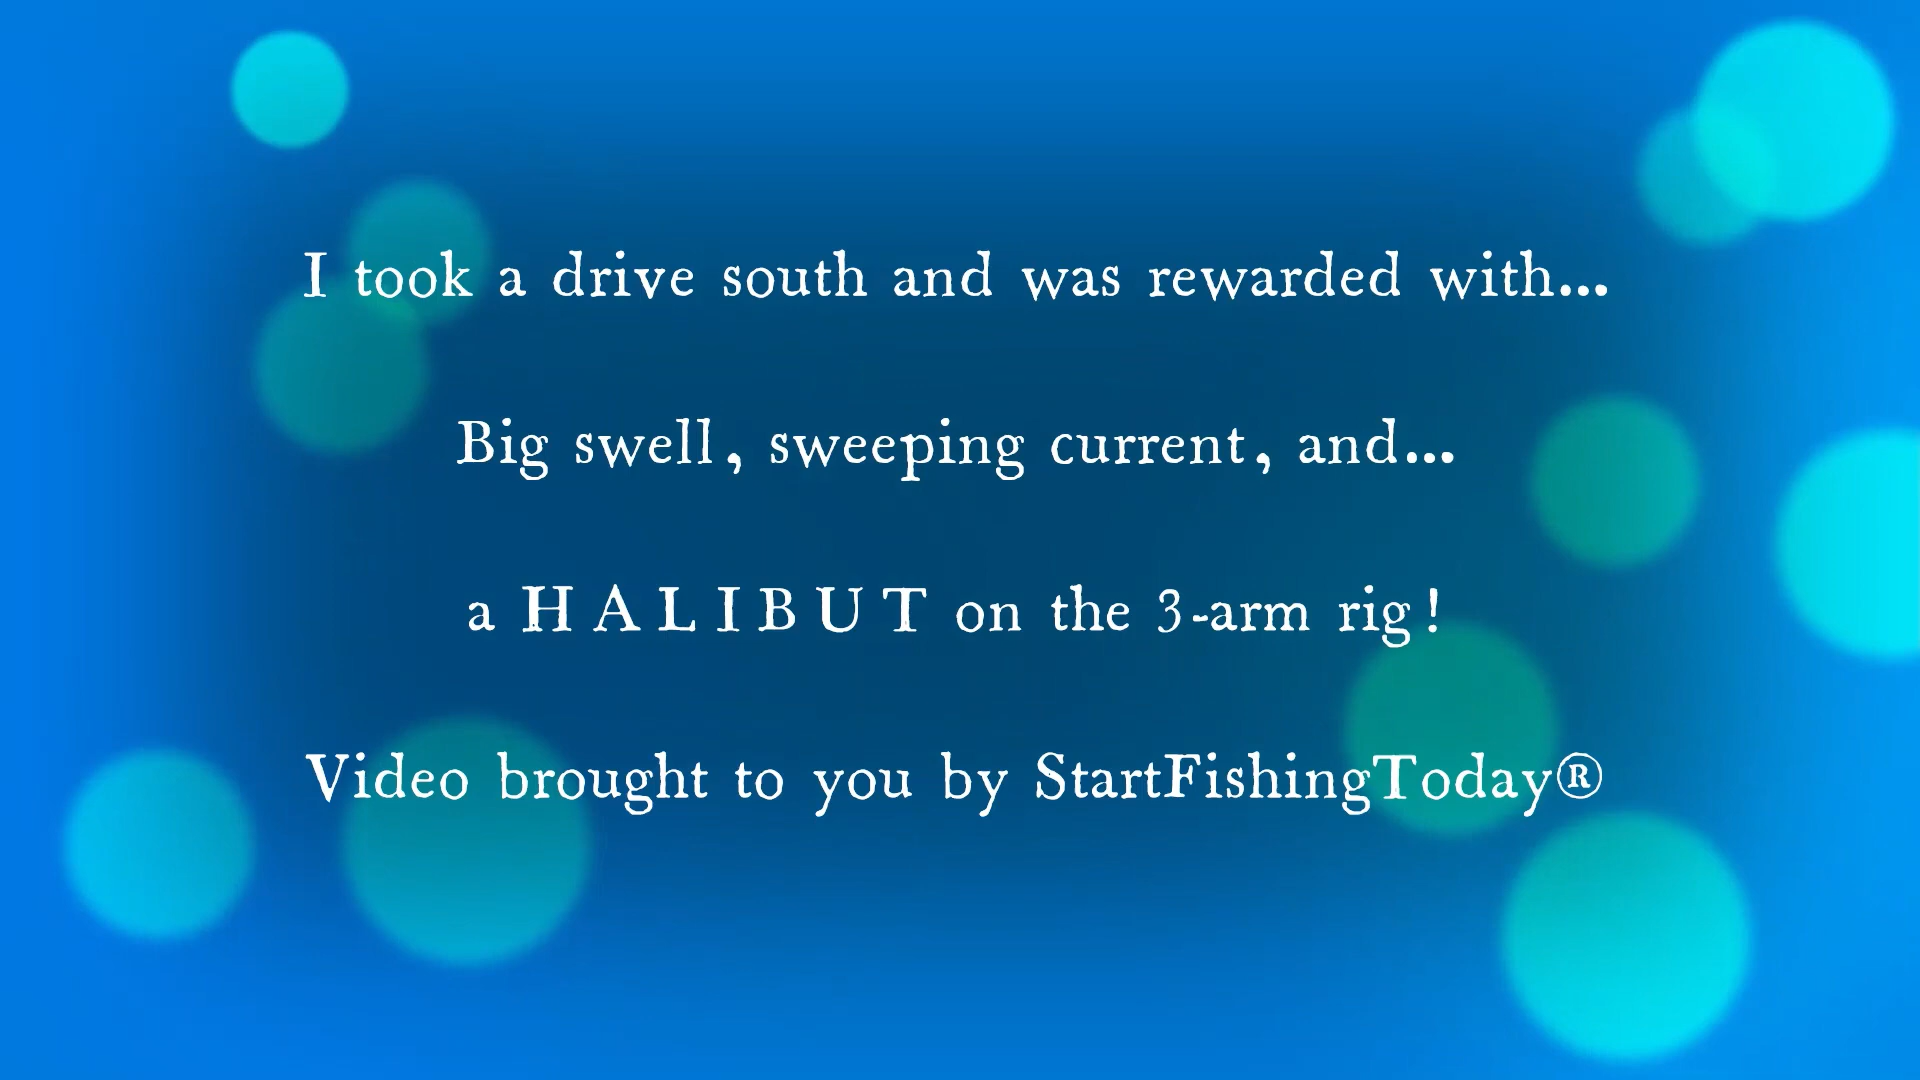 I took a drive south and was rewarded with...
Big swell, sweeping current, and...
a H A L I B U T on the 3-arm rig!
Video brought to you by StartFishingToday®